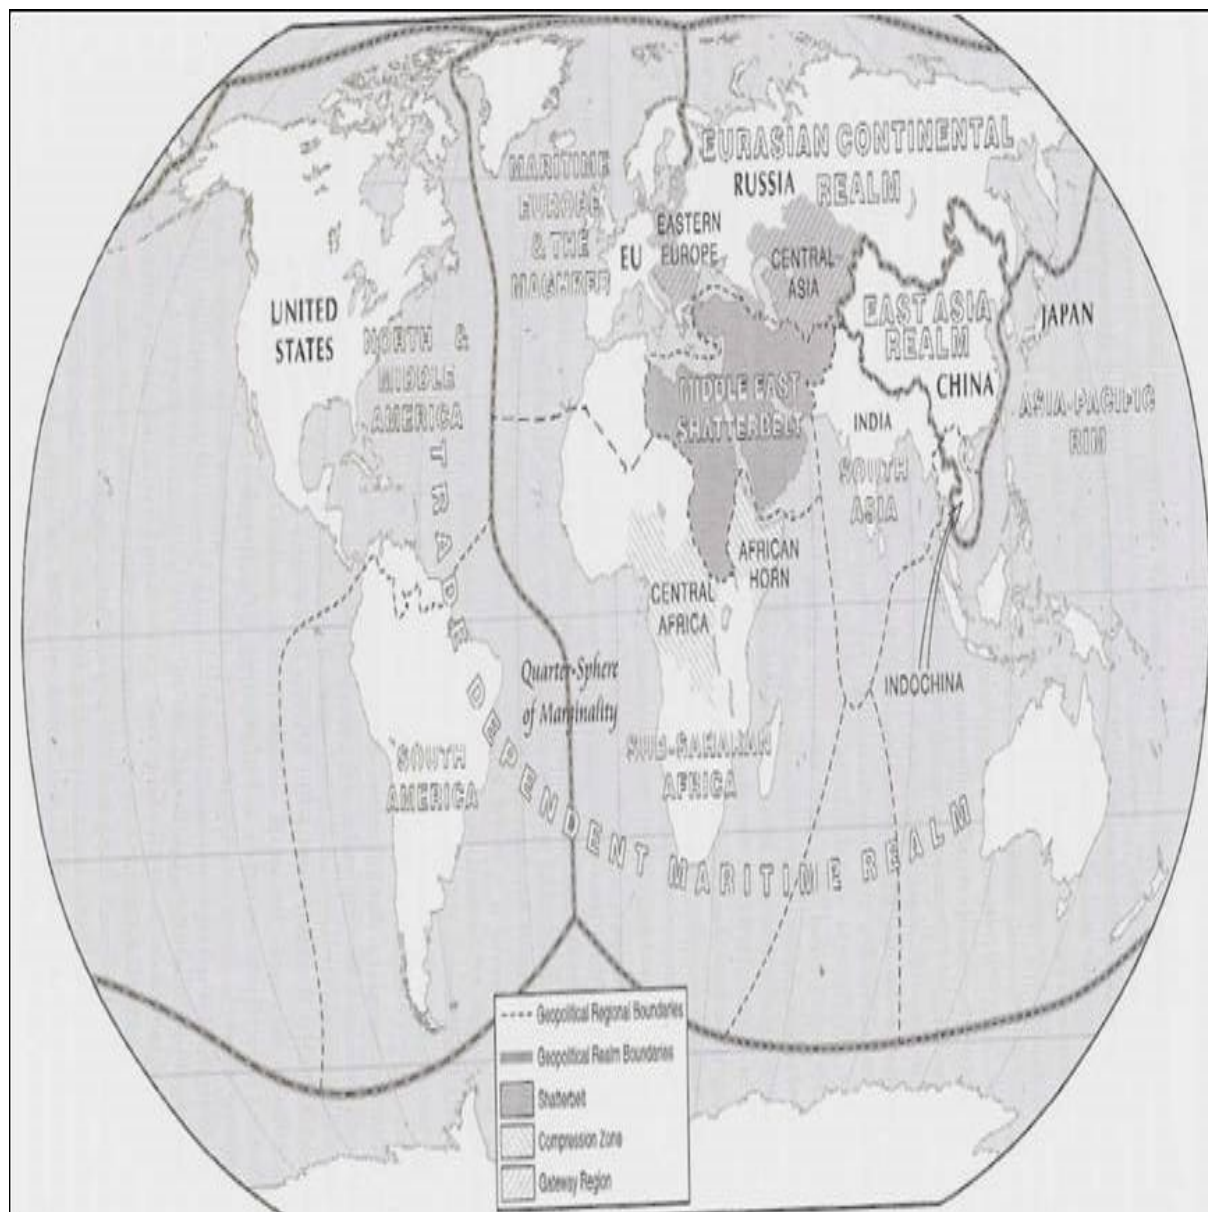 EURASIAN CONTINENTAL
REALM
RUSSIA
MARITIME
EUROPE
& THE
MAGHREB
EU
EASTERN
EUROPE
CENTRAL
ASIA
UNITED
STATES
NORTH &
MIDDLE
AMERICA
EAST ASIA
REALM
CHINA
JAPAN
ASIA-PACIFIC
RIM
MIDDLE EAST
SHATTERBELT
INDIA
SOUTH
ASIA
AFRICAN
HORN
CENTRAL
AFRICA
INDOCHINA
Quarter-Sphere
of Marginality
SOUTH
AMERICA
SUB-SAHARAN
AFRICA
TRADE DEPENDENT MARITIME REALM
Geopolitical Regional Boundaries
Geopolitical Realm Boundaries
Shatterbelt
Compression Zone
Gateway Region